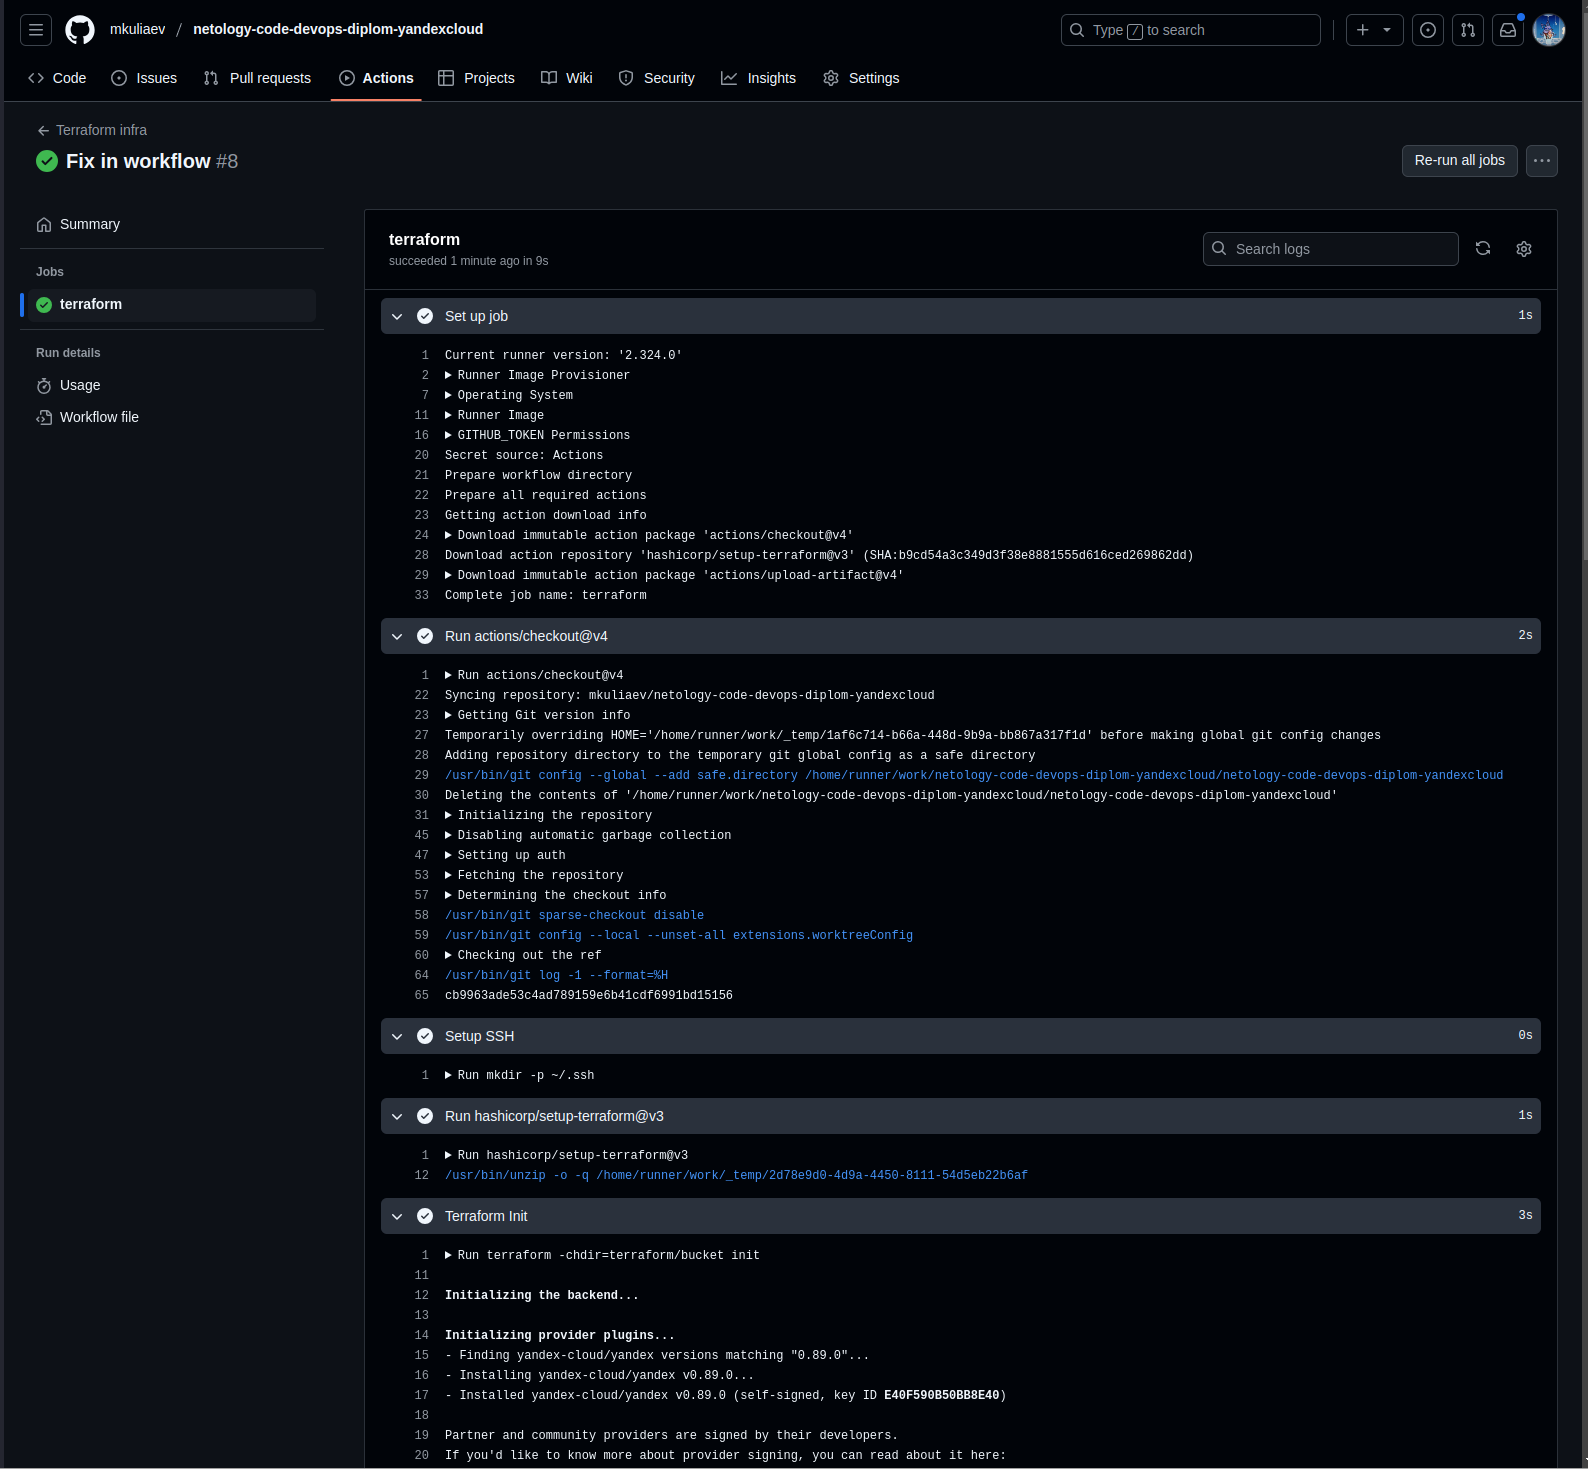 mkuliaev / netology-code-devops-diplom-yandexcloud
Type / to search
Code Issues Pull requests Actions Projects Wiki Security Insights Settings
Terraform infra
Fix in workflow #8
Re-run all jobs
Summary
Jobs
terraform
Run details
Usage
Workflow file
terraform
succeeded 1 minute ago in 9s
Search logs
Set up job 1s
1 Current runner version: '2.324.0'
2 Runner Image Provisioner
7 Operating System
11 Runner Image
16 GITHUB_TOKEN Permissions
20 Secret source: Actions
21 Prepare workflow directory
22 Prepare all required actions
23 Getting action download info
24 Download immutable action package 'actions/checkout@v4'
28 Download action repository 'hashicorp/setup-terraform@v3' (SHA:b9cd54a3c349d3f38e8881555d616ced269862dd)
29 Download immutable action package 'actions/upload-artifact@v4'
33 Complete job name: terraform
Run actions/checkout@v4 2s
1 Run actions/checkout@v4
22 Syncing repository: mkuliaev/netology-code-devops-diplom-yandexcloud
23 Getting Git version info
27 Temporarily overriding HOME='/home/runner/work/_temp/1af6c714-b66a-448d-9b9a-bb867a317f1d' before making global git config changes
28 Adding repository directory to the temporary git global config as a safe directory
29 /usr/bin/git config --global --add safe.directory /home/runner/work/netology-code-devops-diplom-yandexcloud/netology-code-devops-diplom-yandexcloud
30 Deleting the contents of '/home/runner/work/netology-code-devops-diplom-yandexcloud/netology-code-devops-diplom-yandexcloud'
31 Initializing the repository
45 Disabling automatic garbage collection
47 Setting up auth
53 Fetching the repository
57 Determining the checkout info
58 /usr/bin/git sparse-checkout disable
59 /usr/bin/git config --local --unset-all extensions.worktreeConfig
60 Checking out the ref
64 /usr/bin/git log -1 --format=%H
65 cb9963ade53c4ad789159e6b41cdf6991bd15156
Setup SSH 0s
1 Run mkdir -p ~/.ssh
Run hashicorp/setup-terraform@v3 1s
1 Run hashicorp/setup-terraform@v3
12 /usr/bin/unzip -o -q /home/runner/work/_temp/2d78e9d0-4d9a-4450-8111-54d5eb22b6af
Terraform Init 3s
1 Run terraform -chdir=terraform/bucket init
11
12 Initializing the backend...
13
14 Initializing provider plugins...
15 - Finding yandex-cloud/yandex versions matching "0.89.0"...
16 - Installing yandex-cloud/yandex v0.89.0...
17 - Installed yandex-cloud/yandex v0.89.0 (self-signed, key ID E40F590B50BB8E40)
18
19 Partner and community providers are signed by their developers.
20 If you'd like to know more about provider signing, you can read about it here: